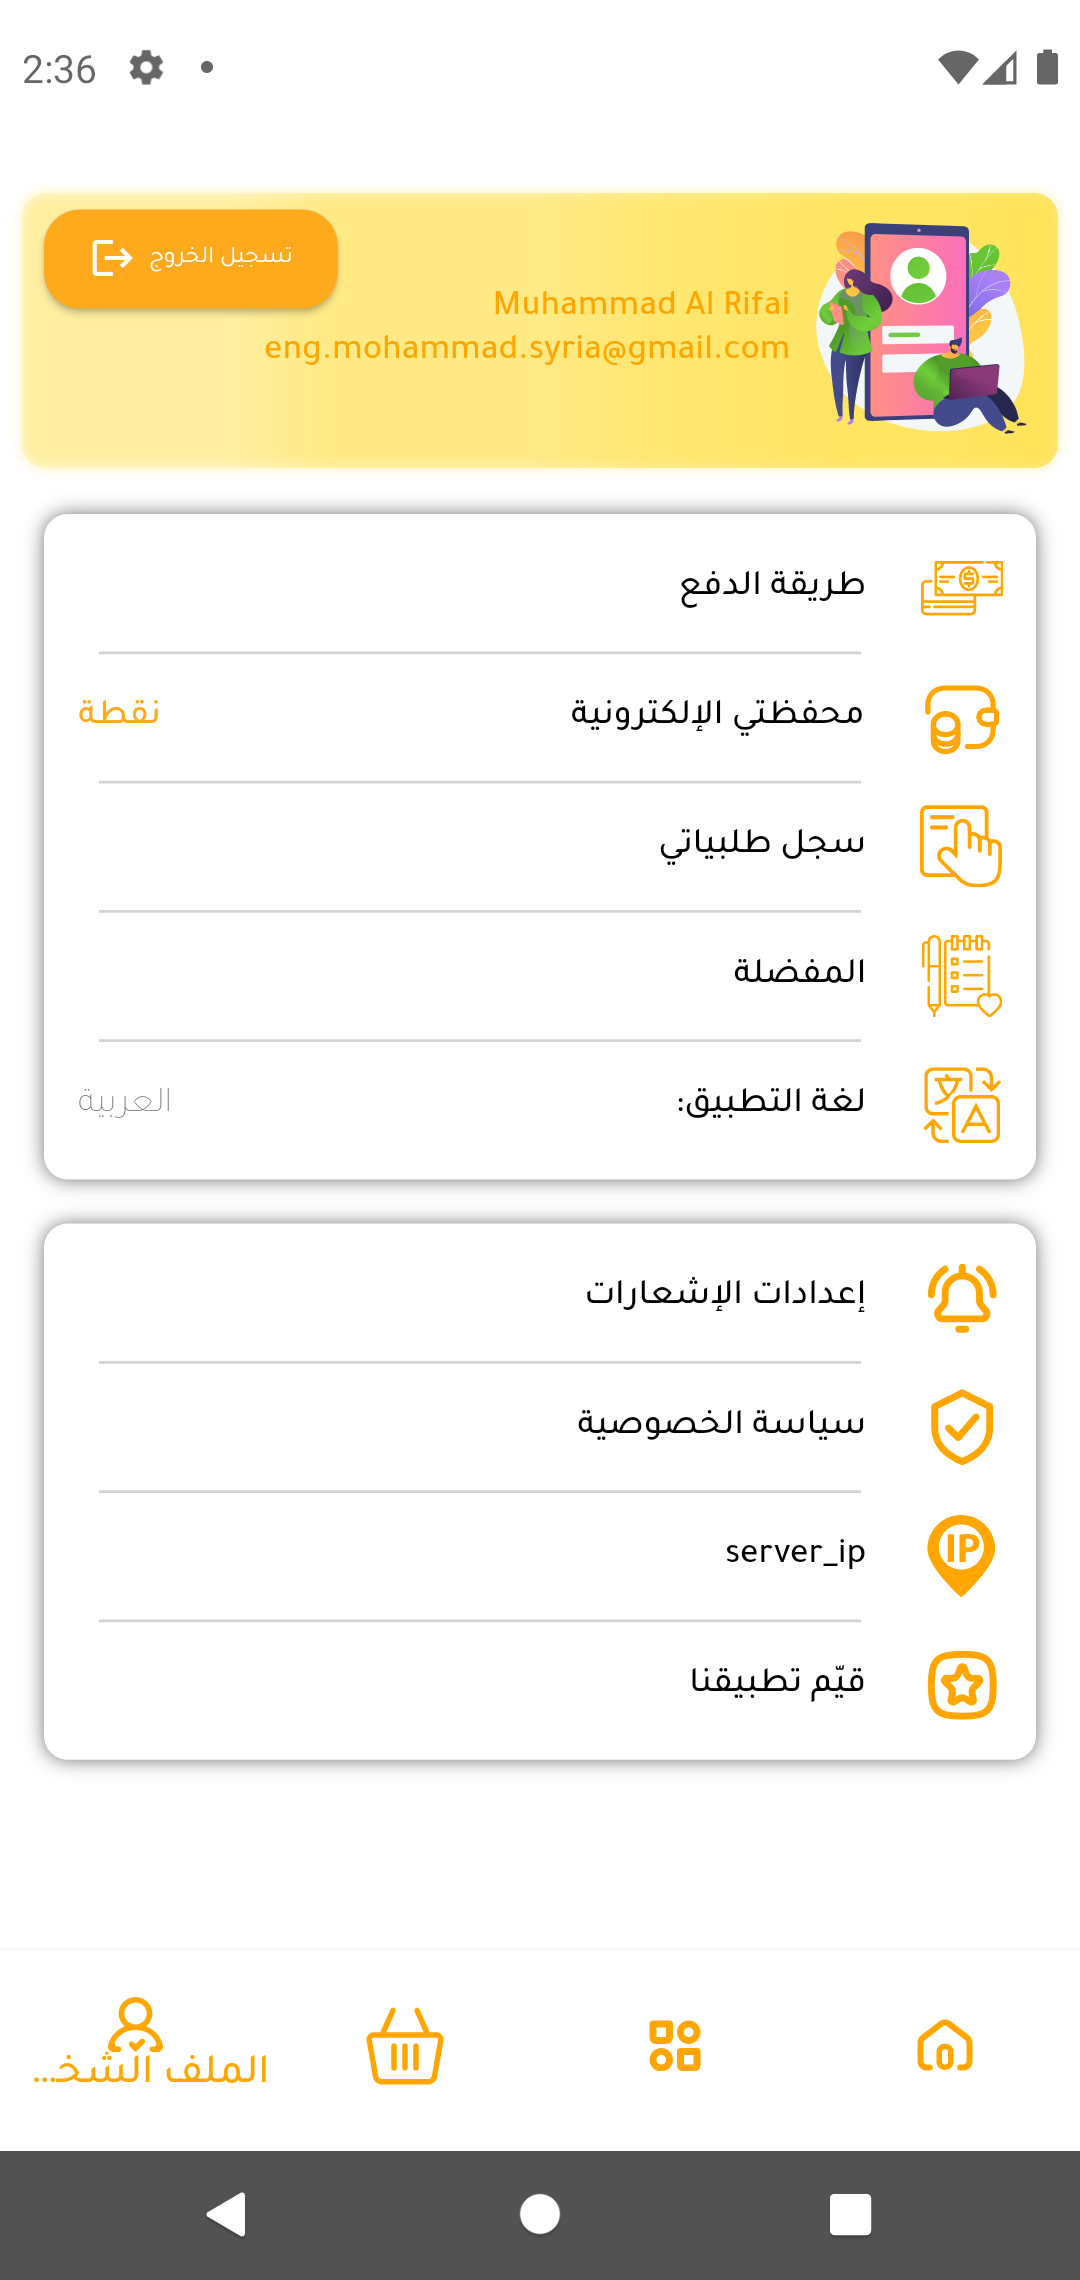 2:36
تسجيل الخروج
Muhammad Al Rifai
eng.mohammad.syria@gmail.com
طريقة الدفع
محفظتي الإلكترونية
نقطة
سجل طلبياتي
المفضلة
لغة التطبيق:
العربية
إعدادات الإشعارات
سياسة الخصوصية
IP
server_ip
قيّم تطبيقنا
الملف الشخ...